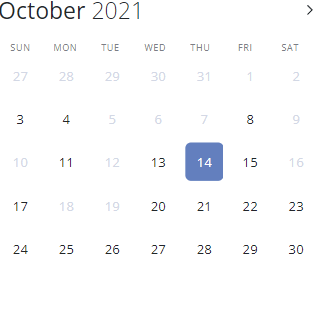 October 2021 >
SUN MON TUE WED THU FRI SAT
27 28 29 30 31 1 2
3 4 5 6 7 8 9
10 11 12 13 14 15 16
17 18 19 20 21 22 23
24 25 26 27 28 29 30